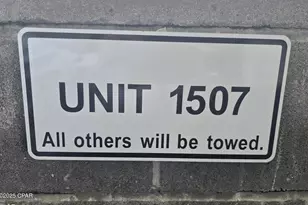 UNIT 1507
All others will be towed.
©2025 CPAR